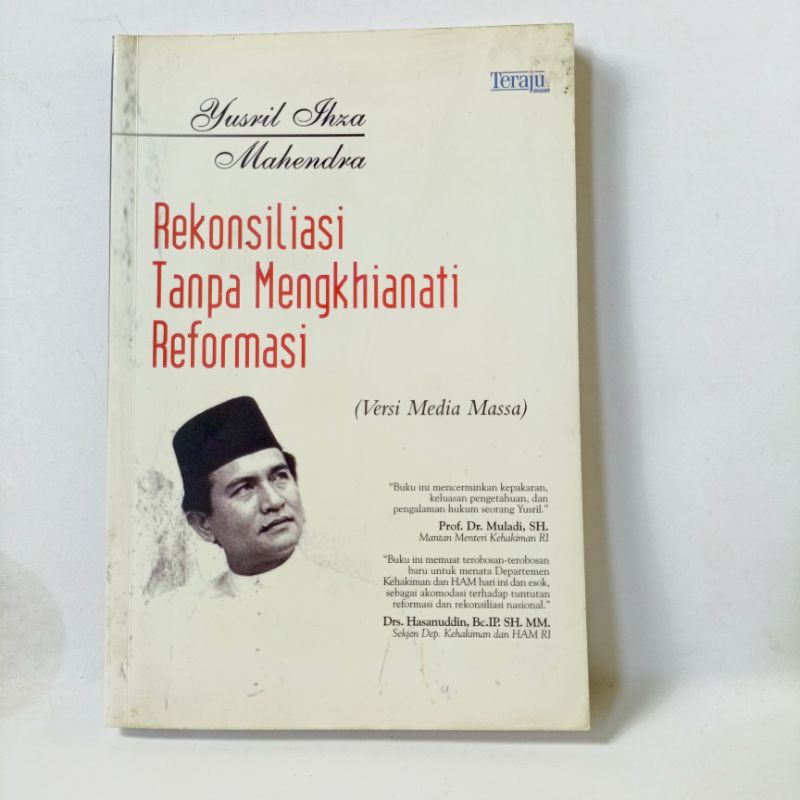 Teraju
Yusril Ihza
Mahendra
Rekonsiliasi
Tanpa Mengkhianati
Reformasi
(Versi Media Massa)
"Buku ini mencerminkan kepakaran,
keluasan pengetahuan, dan
pengalaman hukum seorang Yusril."
Prof. Dr. Muladi, SH.
Mantan Menteri Kehakiman RI
"Buku ini memuat terobosan-terobosan
baru untuk menata Departemen
Kehakiman dan HAM hari ini dan esok,
sebagai akomodasi terhadap tuntutan
reformasi dan rekonsiliasi nasional."
Drs. Hasanuddin, Bc.IP. SH. MM.
Sekjen Dep. Kehakiman dan HAM RI